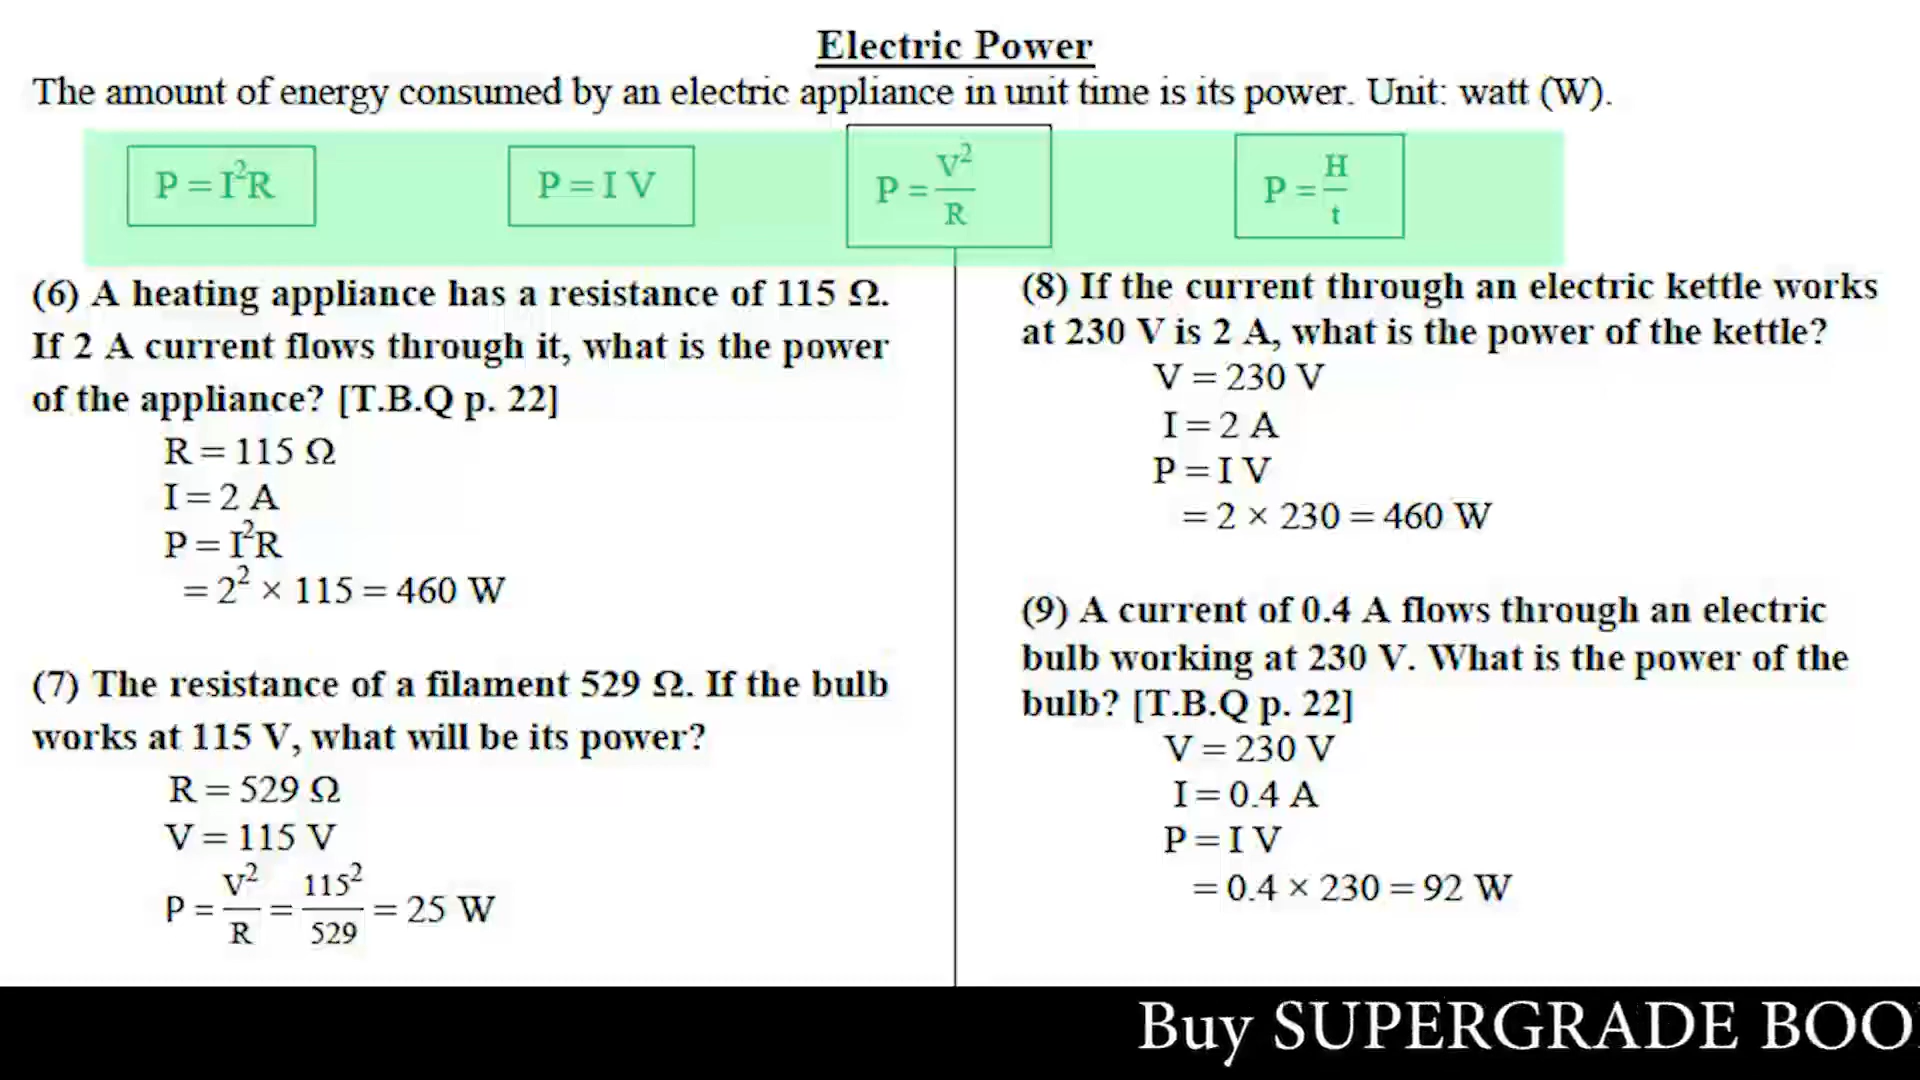 Electric Power
The amount of energy consumed by an electric appliance in unit time is its power. Unit: watt (W).
P = I²R
P = I V
P = V²/R
P = H/t
(6) A heating appliance has a resistance of 115 Ω.
If 2 A current flows through it, what is the power
of the appliance? [T.B.Q p. 22]
R = 115 Ω
I = 2 A
P = I²R
= 2² × 115 = 460 W
(7) The resistance of a filament 529 Ω. If the bulb
works at 115 V, what will be its power?
R = 529 Ω
V = 115 V
P = V²/R = 115²/529 = 25 W
(8) If the current through an electric kettle works
at 230 V is 2 A, what is the power of the kettle?
V = 230 V
I = 2 A
P = I V
= 2 × 230 = 460 W
(9) A current of 0.4 A flows through an electric
bulb working at 230 V. What is the power of the
bulb? [T.B.Q p. 22]
V = 230 V
I = 0.4 A
P = I V
= 0.4 × 230 = 92 W
Buy SUPERGRADE BOO